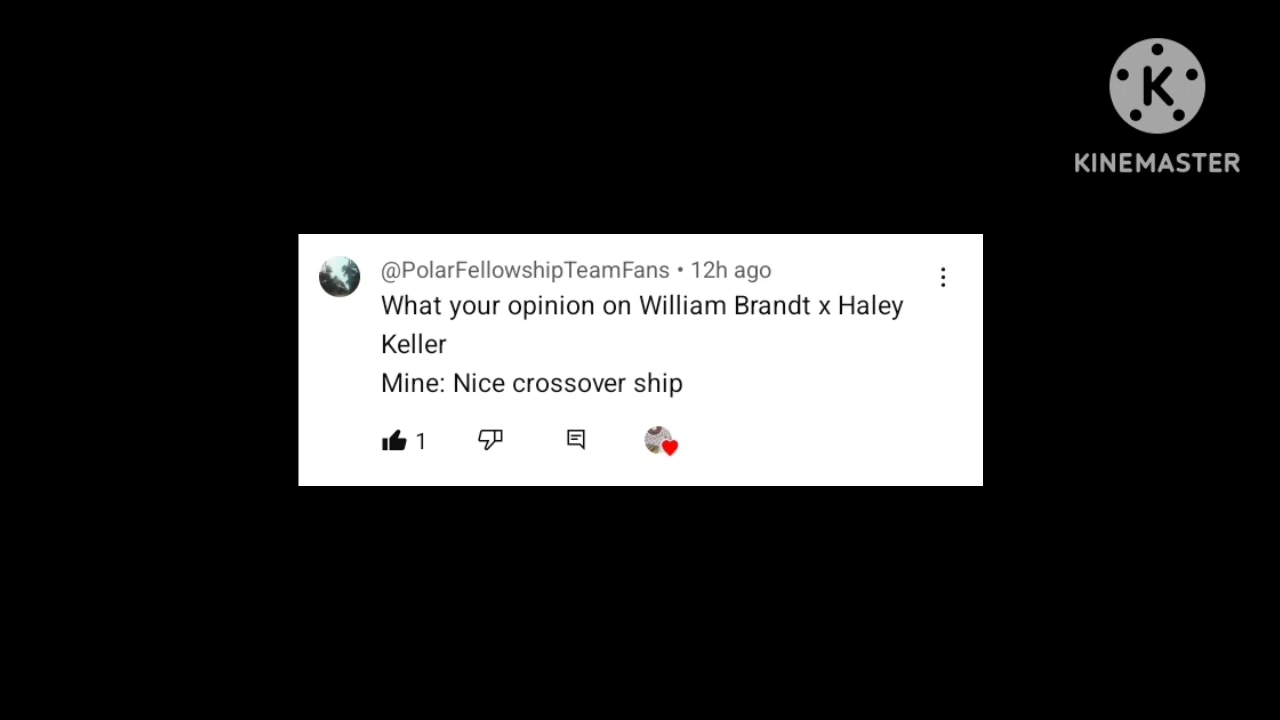 K
KINEMASTER
@PolarFellowshipTeamFans • 12h ago
What your opinion on William Brandt x Haley
Keller
Mine: Nice crossover ship
1